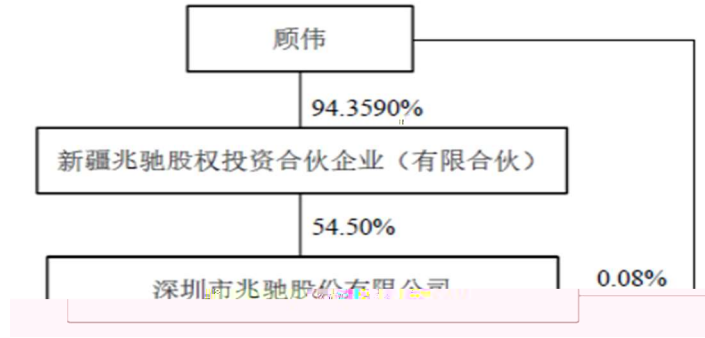 顾伟
94.3590%
新疆兆驰股权投资合伙企业（有限合伙）
54.50%
深圳市兆驰股份有限公司
0.08%